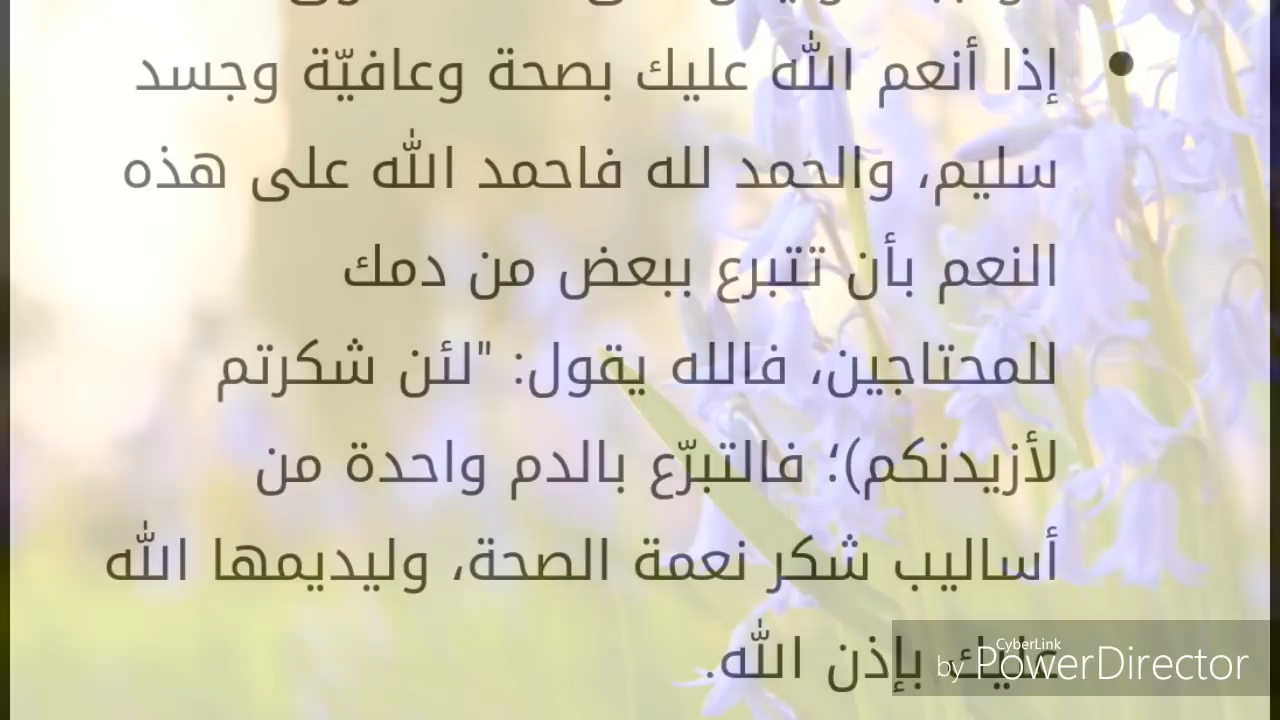 • إذا أنعم الله عليك بصحة وعافيّة وجسد
سليم، والحمد لله فاحمد الله على هذه
النعم بأن تتبرع ببعض من دمك
للمحتاجين، فالله يقول: "لئن شكرتم
لأزيدنكم)؛ فالتبرّع بالدم واحدة من
أساليب شكر نعمة الصحة، وليديمها الله
عليك بإذن الله.
CyberLink
by PowerDirector